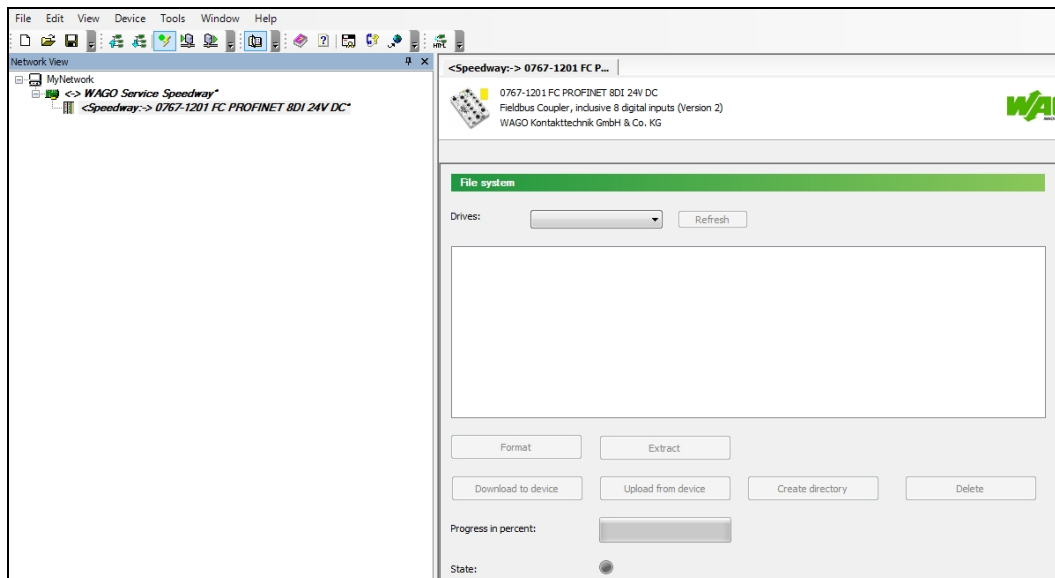 File Edit View Device Tools Window Help
Network View
MyNetwork
<-> WAGO Service Speedway*
<Speedway:-> 0767-1201 FC PROFINET 8DI 24V DC*
<Speedway:-> 0767-1201 FC P...
0767-1201 FC PROFINET 8DI 24V DC
Fieldbus Coupler, indusive 8 digital inputs (Version 2)
WAGO Kontakttechnik GmbH & Co. KG
File system
Drives:
Refresh
Format Extract
Download to device Upload from device Create directory Delete
Progress in percent:
State: